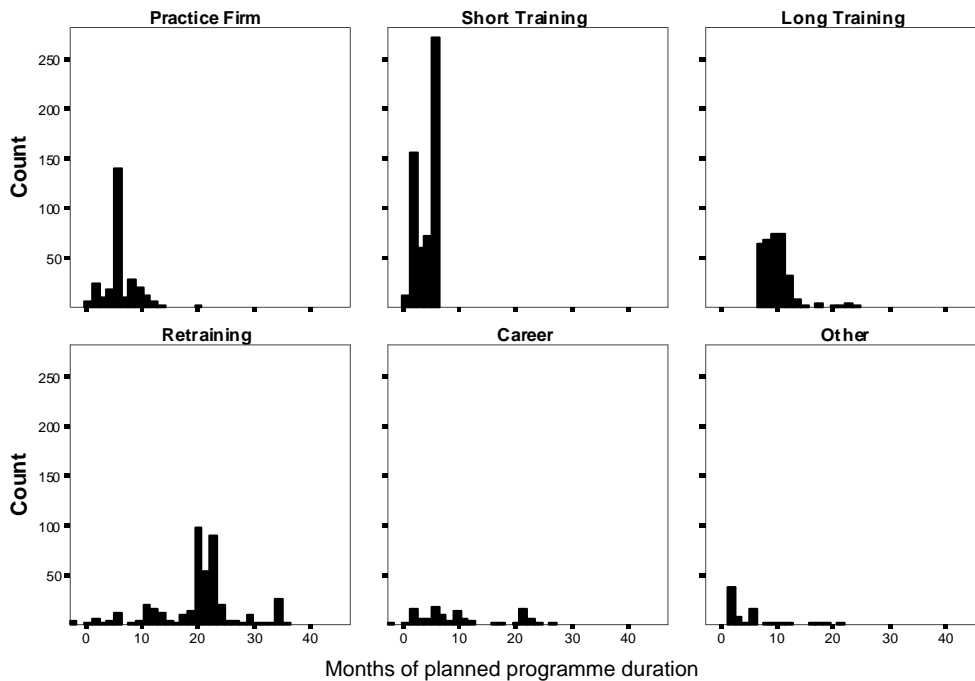 Practice Firm Short Training Long Training
250
200
150
100
50
Count
Retraining Career Other
250
200
150
100
50
Count
0 10 20 30 40 0 10 20 30 40 0 10 20 30 40
Months of planned programme duration